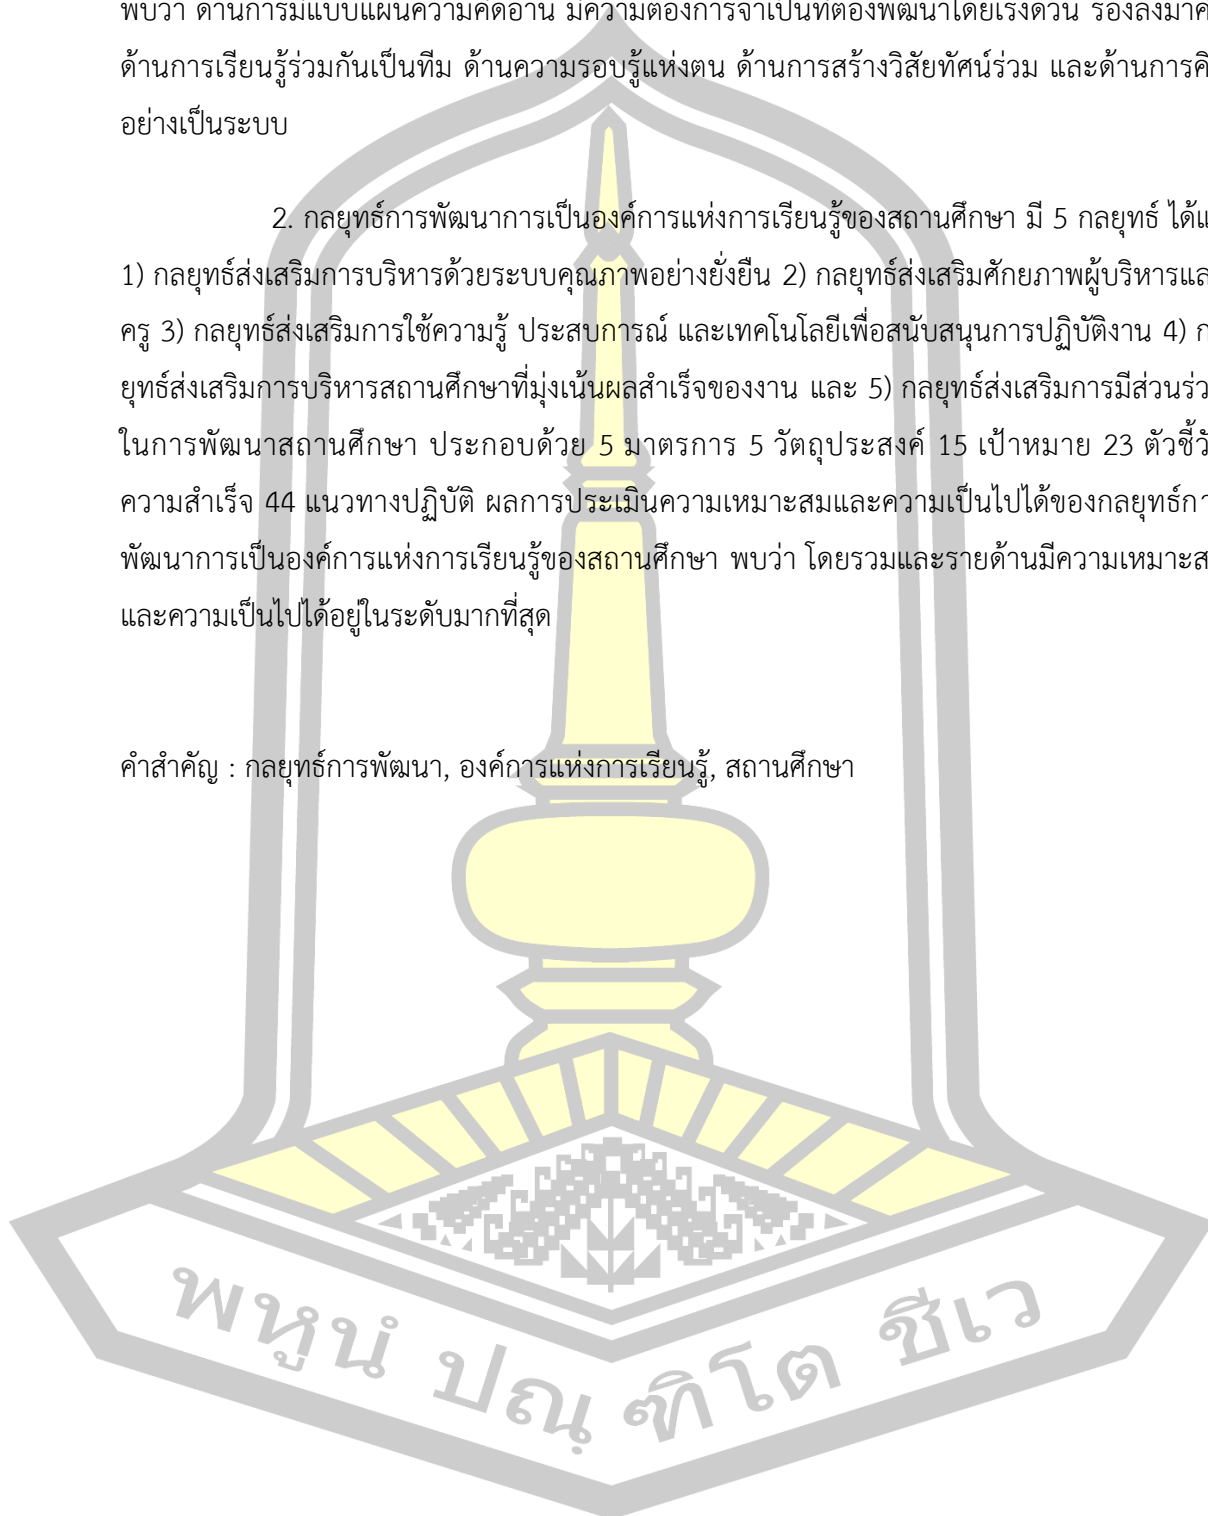 พบว่า ด้านการมีแบบแผนความคิดอ่าน มีความต้องการจำเป็นที่ต้องพัฒนาโดยเร่งด่วน รองลงมาค
ด้านการเรียนรู้ร่วมกันเป็นทีม ด้านความรอบรู้แห่งตน ด้านการสร้างวิสัยทัศน์ร่วม และด้านการคิ
อย่างเป็นระบบ
2. กลยุทธ์การพัฒนาการเป็นองค์การแห่งการเรียนรู้ของสถานศึกษา มี 5 กลยุทธ์ ได้แ
1) กลยุทธ์ส่งเสริมการบริหารด้วยระบบคุณภาพอย่างยั่งยืน 2) กลยุทธ์ส่งเสริมศักยภาพผู้บริหารแล
ครู 3) กลยุทธ์ส่งเสริมการใช้ความรู้ ประสบการณ์ และเทคโนโลยีเพื่อสนับสนุนการปฏิบัติงาน 4) ก
ยุทธ์ส่งเสริมการบริหารสถานศึกษาที่มุ่งเน้นผลสำเร็จของงาน และ 5) กลยุทธ์ส่งเสริมการมีส่วนร่ว
ในการพัฒนาสถานศึกษา ประกอบด้วย 5 มาตรการ 5 วัตถุประสงค์ 15 เป้าหมาย 23 ตัวชี้วั
ความสำเร็จ 44 แนวทางปฏิบัติ ผลการประเมินความเหมาะสมและความเป็นไปได้ของกลยุทธ์กา
พัฒนาการเป็นองค์การแห่งการเรียนรู้ของสถานศึกษา พบว่า โดยรวมและรายด้านมีความเหมาะส
และความเป็นไปได้อยู่ในระดับมากที่สุด
คำสำคัญ : กลยุทธ์การพัฒนา, องค์การแห่งการเรียนรู้, สถานศึกษา
พหูนํ ปณฺฑิโต ชีเว